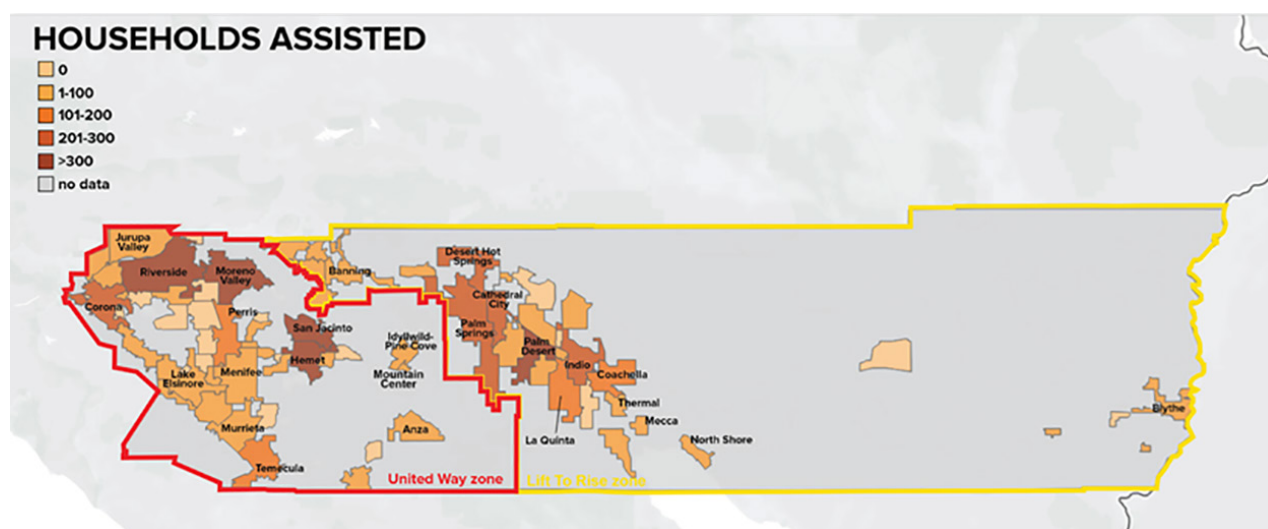 HOUSEHOLDS ASSISTED
0
1-100
101-200
201-300
>300
no data
Jurupa
Valley
Riverside
Moreno
Valley
Banning
Desert Hot
Springs
Corona
Perris
Cathedral
City
San Jacinto
Palm
Springs
Idyllwild-
Pine Cove
Palm
Desert
Hemet
Indio
Lake
Elsinore
Menifee
Mountain
Center
Coachella
Thermal
Blythe
Murrieta
Anza
Mecca
La Quinta
North Shore
Temecula
United Way zone
Lift To Rise zone